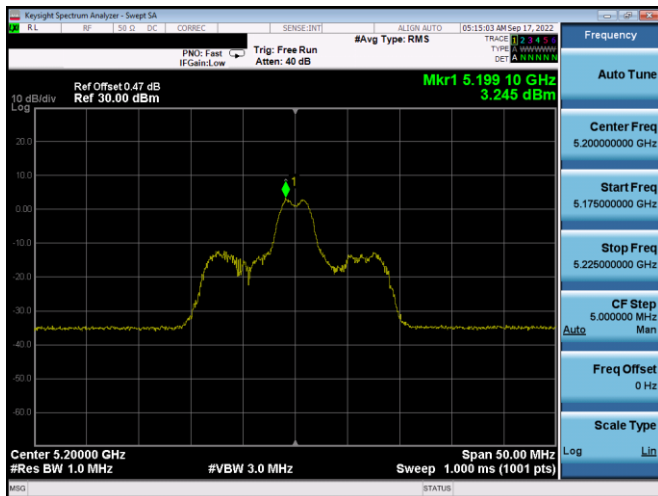 Keysight Spectrum Analyzer - Swept SA
RL RF 50 Ω DC CORREC SENSE:INT ALIGN AUTO 05:15:03 AM Sep 17, 2022
#Avg Type: RMS
TRACE 1 2 3 4 5 6
TYPE A WWWWW
DET A N N N N N
PNO: Fast
IFGain:Low
Trig: Free Run
Atten: 40 dB
Mkr1 5.199 10 GHz
3.245 dBm
Ref Offset 0.47 dB
Ref 30.00 dBm
10 dB/div
Log
20.0
10.0
0.00
-10.0
-20.0
-30.0
-40.0
-50.0
-60.0
1
Center 5.20000 GHz
Span 50.00 MHz
#Res BW 1.0 MHz
#VBW 3.0 MHz
Sweep 1.000 ms (1001 pts)
MSG
STATUS
Frequency
Auto Tune
Center Freq
5.200000000 GHz
Start Freq
5.175000000 GHz
Stop Freq
5.225000000 GHz
CF Step
5.000000 MHz
Auto Man
Freq Offset
0 Hz
Scale Type
Log Lin